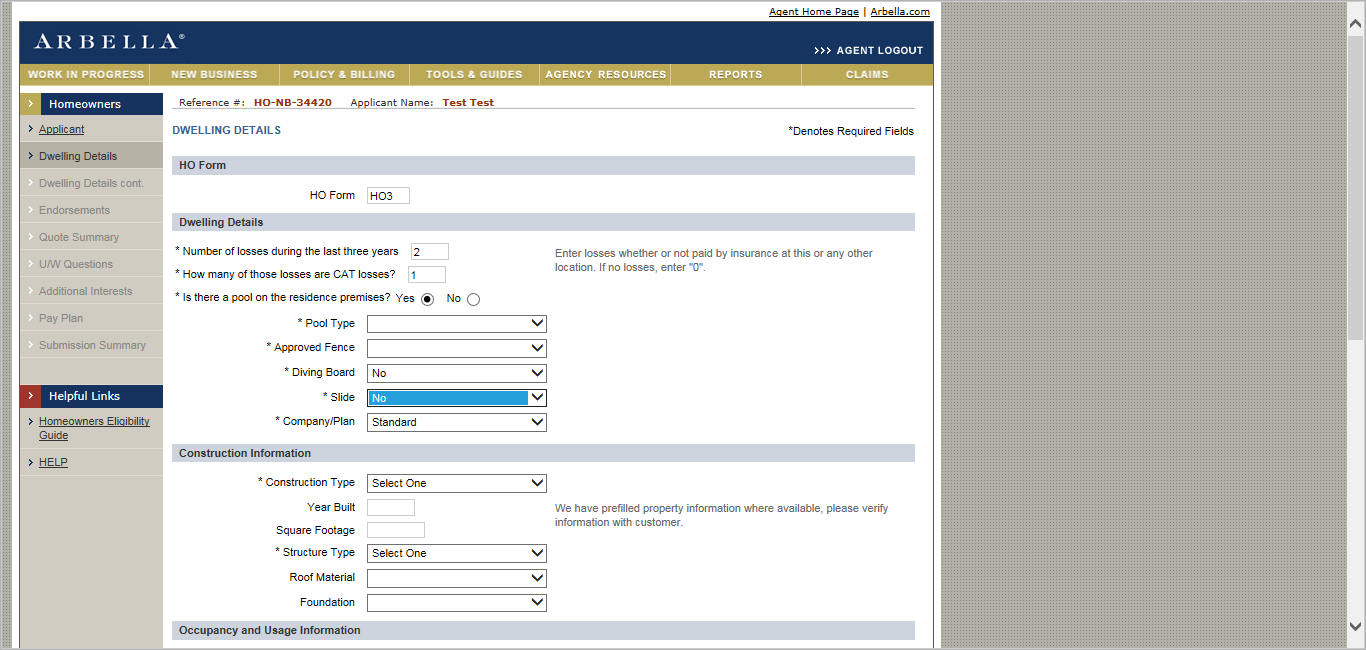 Agent Home Page | Arbella.com
ARBELLA®
>>> AGENT LOGOUT
WORK IN PROGRESS NEW BUSINESS POLICY & BILLING TOOLS & GUIDES AGENCY RESOURCES REPORTS CLAIMS
Homeowners
Applicant
Dwelling Details
Dwelling Details cont.
Endorsements
Quote Summary
U/W Questions
Additional Interests
Pay Plan
Submission Summary
Helpful Links
Homeowners Eligibility
Guide
HELP
Reference #: HO-NB-34420 Applicant Name: Test Test
DWELLING DETAILS
*Denotes Required Fields
HO Form
HO Form HO3
Dwelling Details
* Number of losses during the last three years 2
Enter losses whether or not paid by insurance at this or any other
location. If no losses, enter "0".
* How many of those losses are CAT losses? 1
* Is there a pool on the residence premises? Yes No
* Pool Type
* Approved Fence
* Diving Board No
* Slide No
* Company/Plan Standard
Construction Information
* Construction Type Select One
Year Built
We have prefilled property information where available, please verify
information with customer.
Square Footage
* Structure Type Select One
Roof Material
Foundation
Occupancy and Usage Information